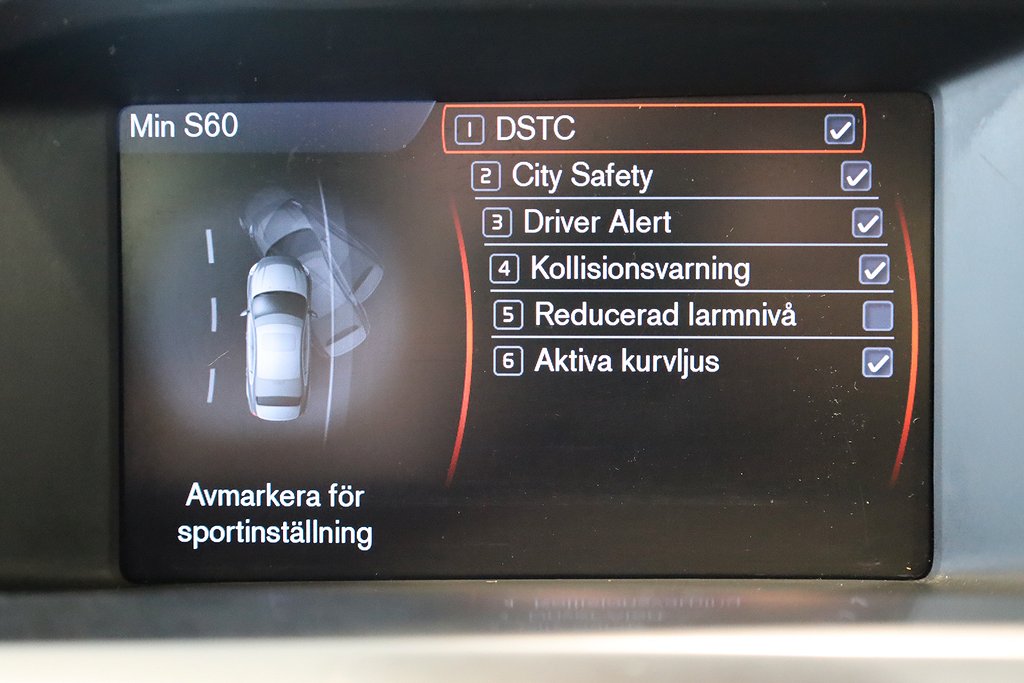 Min S60
1 DSTC
2 City Safety
3 Driver Alert
4 Kollisionsvarning
5 Reducerad larmnivå
6 Aktiva kurvljus
Avmarkera för
sportinställning